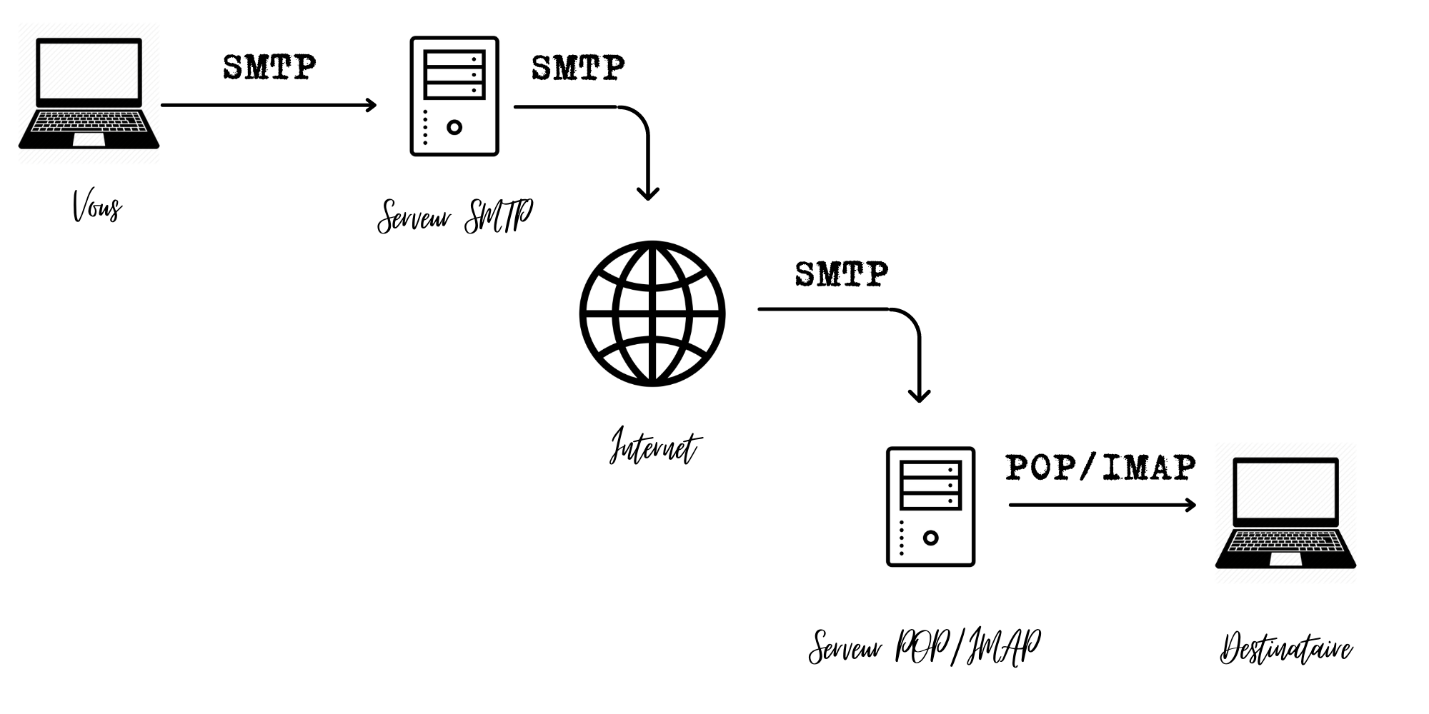 SMTP
SMTP
Vous
Serveur SMTP
SMTP
Internet
POP/IMAP
Serveur POP/IMAP
Destinataire